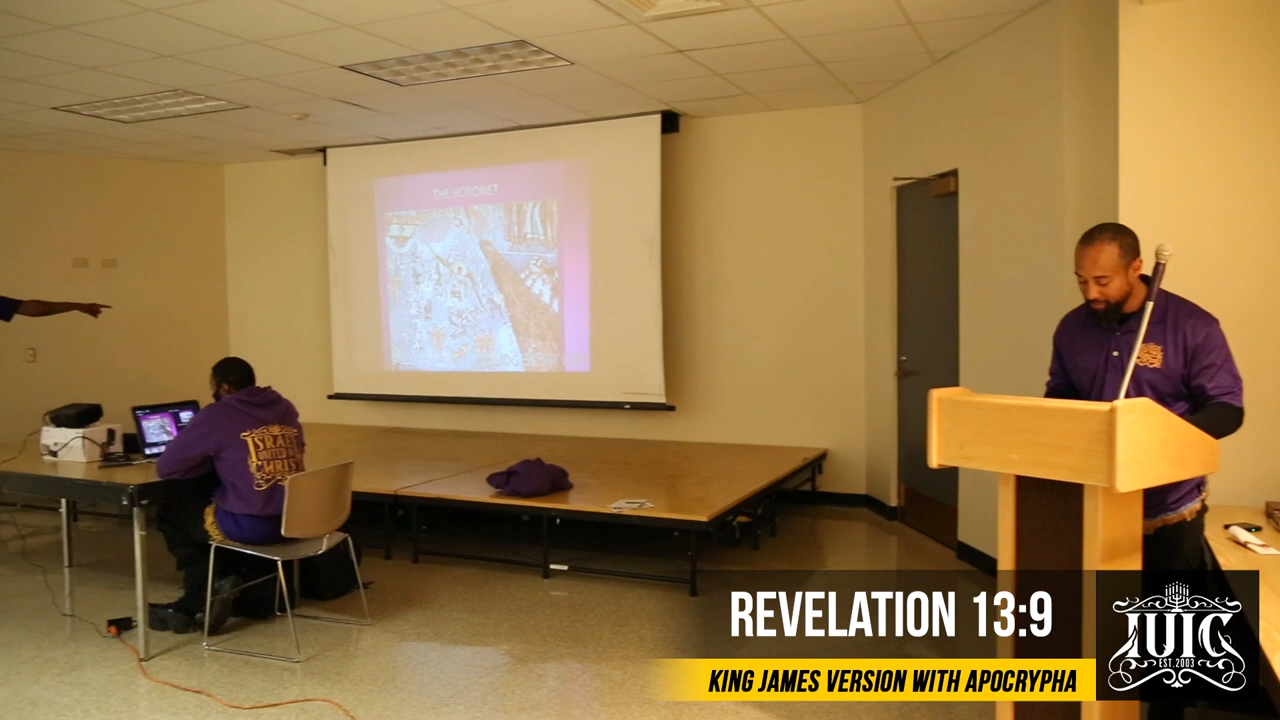 THE CORONET
ISRAEL
UNITED IN
CHRIST
REVELATION 13:9
KING JAMES VERSION WITH APOCRYPHA
IUIC
EST. 2003